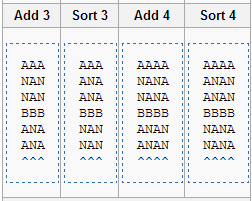 Add 3 Sort 3 Add 4 Sort 4
AAA AAA AAAA AAAA
NAN ANA NANA ANAN
NAN ANA NANA ANAN
BBB BBB BBBB BBBB
ANA NAN ANAN NANA
ANA NAN ANAN NANA
^^^ ^^^ ^^^^ ^^^^